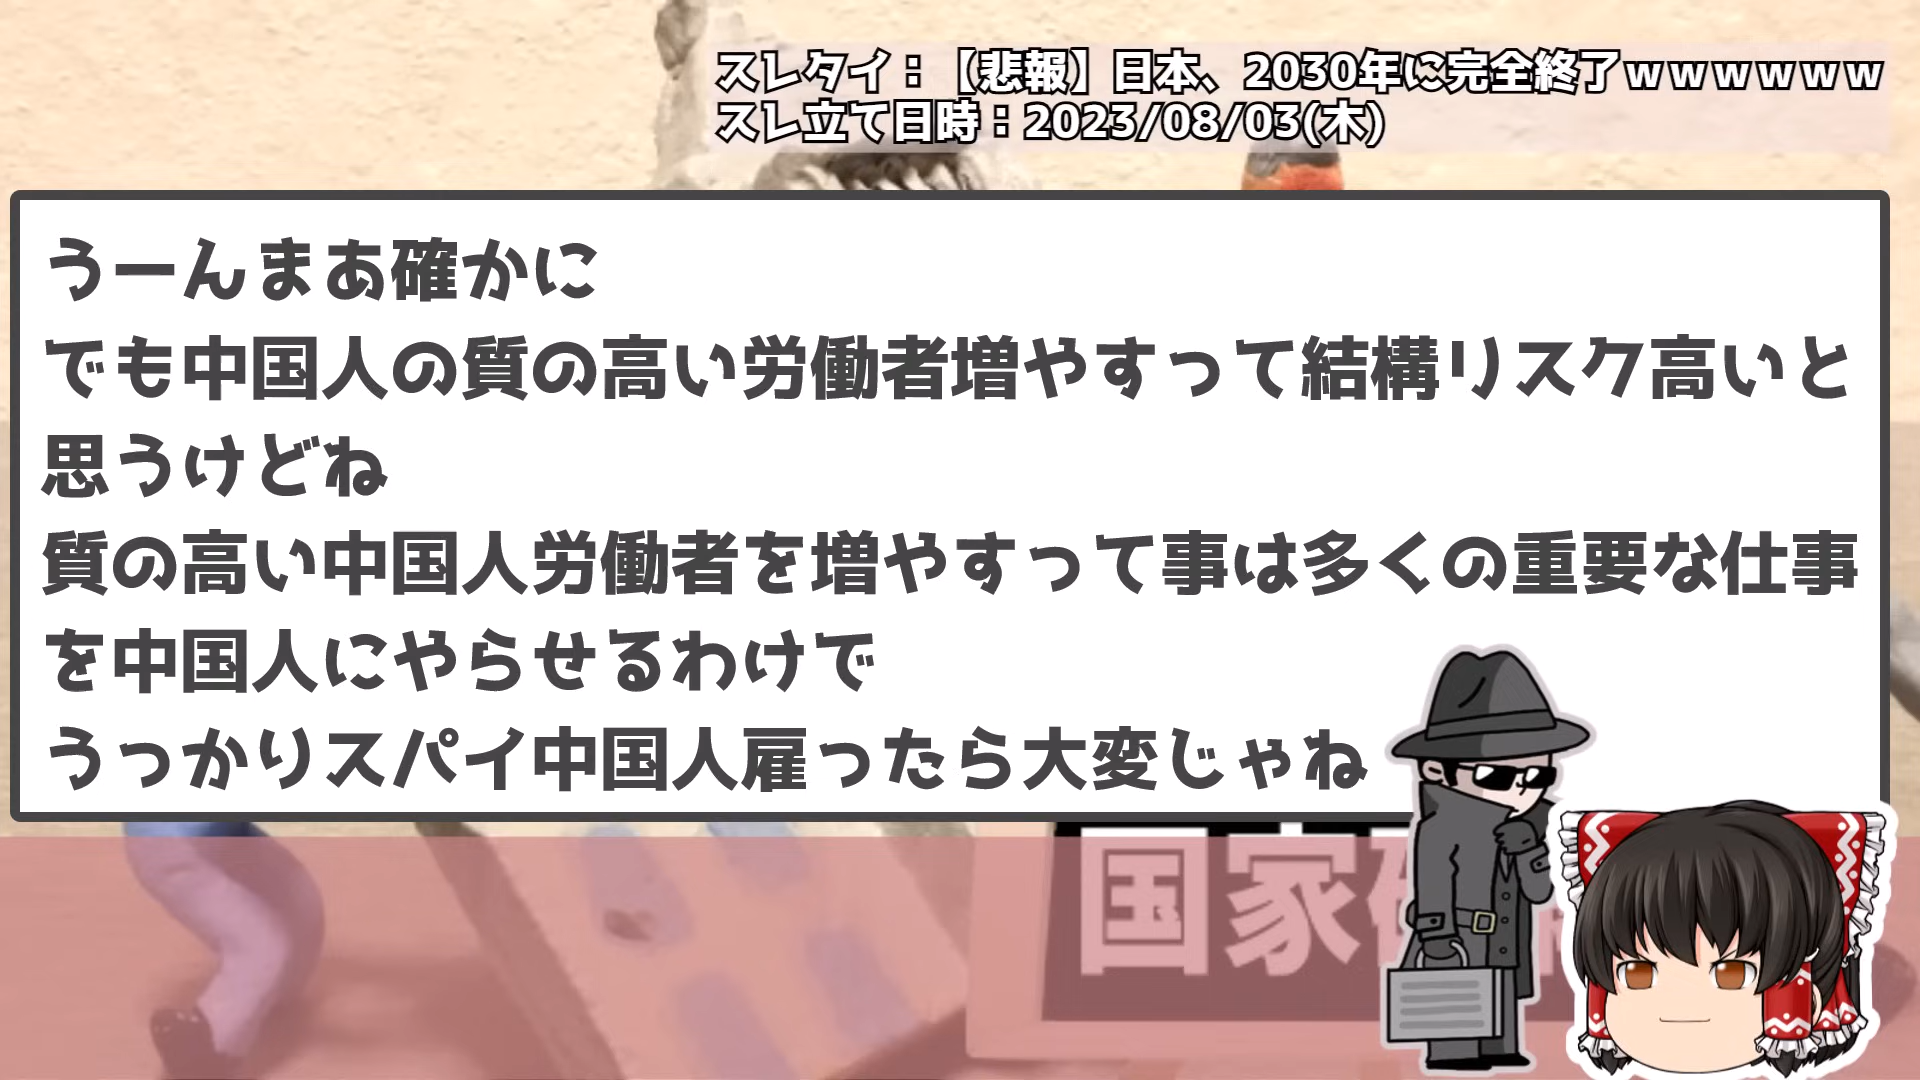 スレタイ：【悲報】日本、2030年に完全終了ｗｗｗｗｗｗ
スレ立て日時：2023/08/03(木)
うーんまあ確かに
でも中国人の質の高い労働者増やすって結構リスク高いと
思うけどね
質の高い中国人労働者を増やすって事は多くの重要な仕事
を中国人にやらせるわけで
うっかりスパイ中国人雇ったら大変じゃね
国家